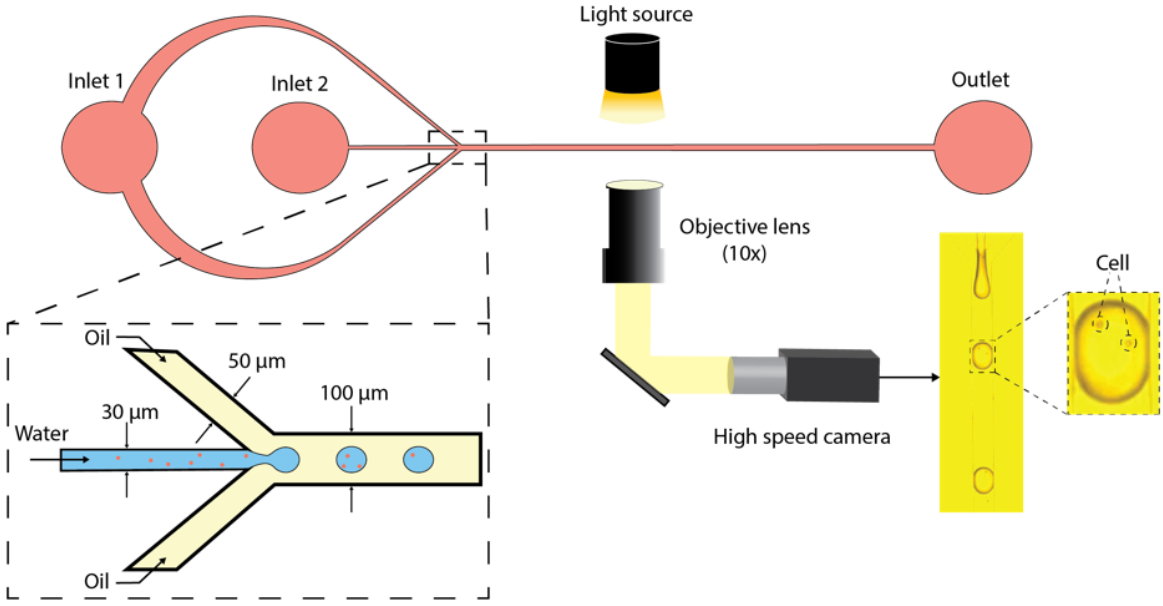 Light source
Inlet 1
Inlet 2
Outlet
Objective lens
(10x)
Cell
Oil
50 µm
100 µm
30 µm
Water
High speed camera
Oil